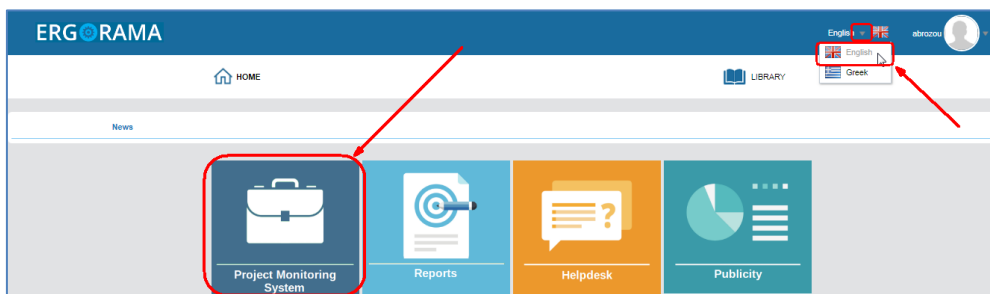 ERGORAMA
English
abrozou
English
Greek
HOME
LIBRARY
News
?
Project Monitoring
System
Reports
Helpdesk
Publicity